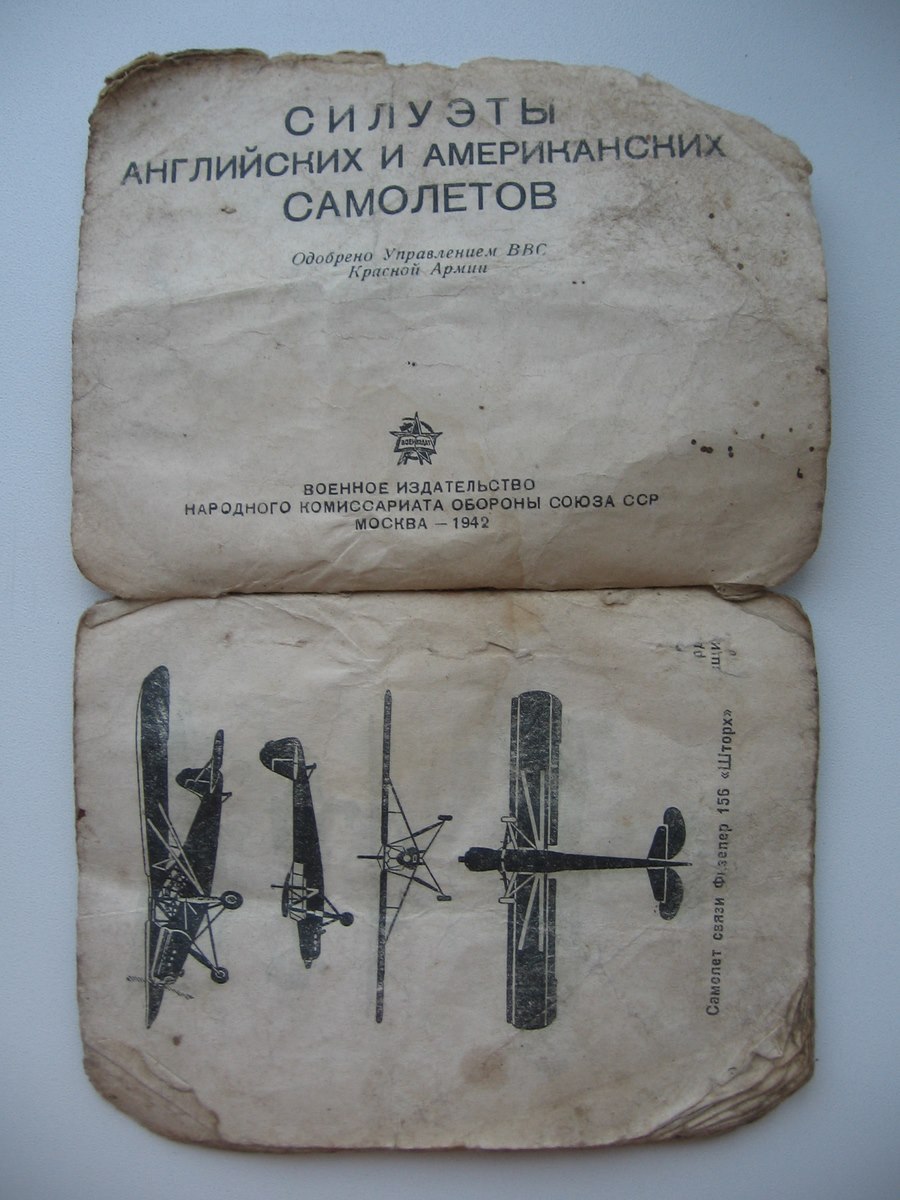 СИЛУЭТЫ
АНГЛИЙСКИХ И АМЕРИКАНСКИХ
САМОЛЕТОВ
Одобрено Управлением ВВС
Красной Армии
ВОЕНИЗДАТ
ВОЕННОЕ ИЗДАТЕЛЬСТВО
НАРОДНОГО КОМИССАРИАТА ОБОРОНЫ СОЮЗА ССР
МОСКВА — 1942
Самолет связи Физелер 156 «Шторх»